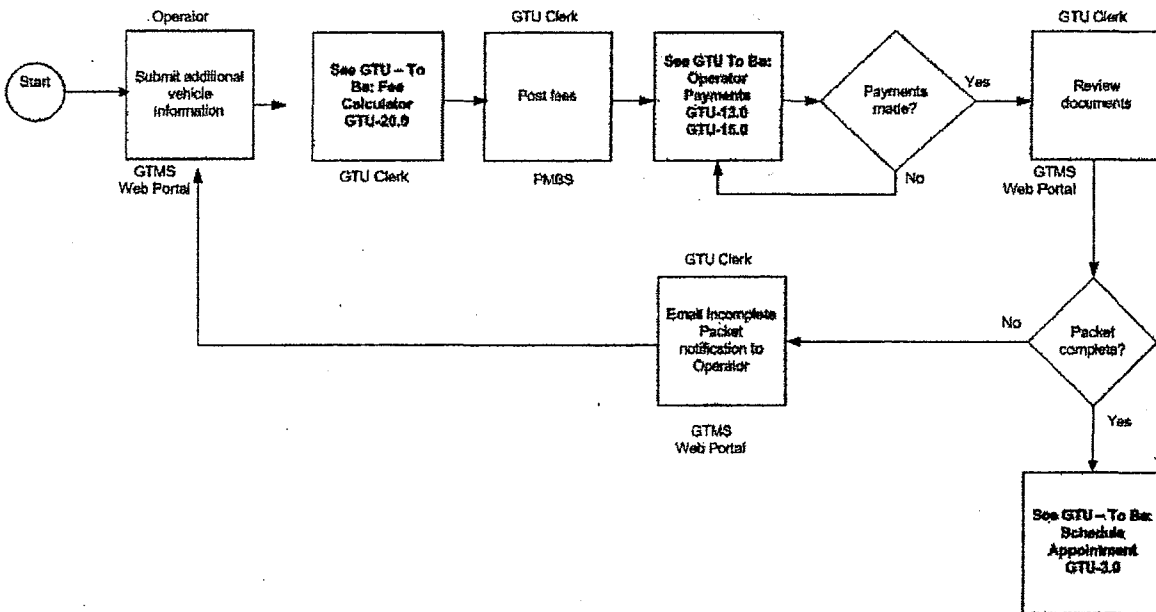 Operator
GTU Clerk
GTU Clerk
Start
Submit additional
vehicle
information
See GTU – To
Be: Fee
Calculator
GTU-20.0
Post fees
See GTU To Be:
Operator
Payments
GTU-13.0
GTU-15.0
Payments
made?
Yes
Review
documents
No
GTMS
Web Portal
GTU Clerk
PMBS
GTMS
Web Portal
GTU Clerk
Email Incomplete
Packet
notification to
Operator
No
Packet
complete?
GTMS
Web Portal
Yes
See GTU – To Be:
Schedule
Appointment
GTU-3.0